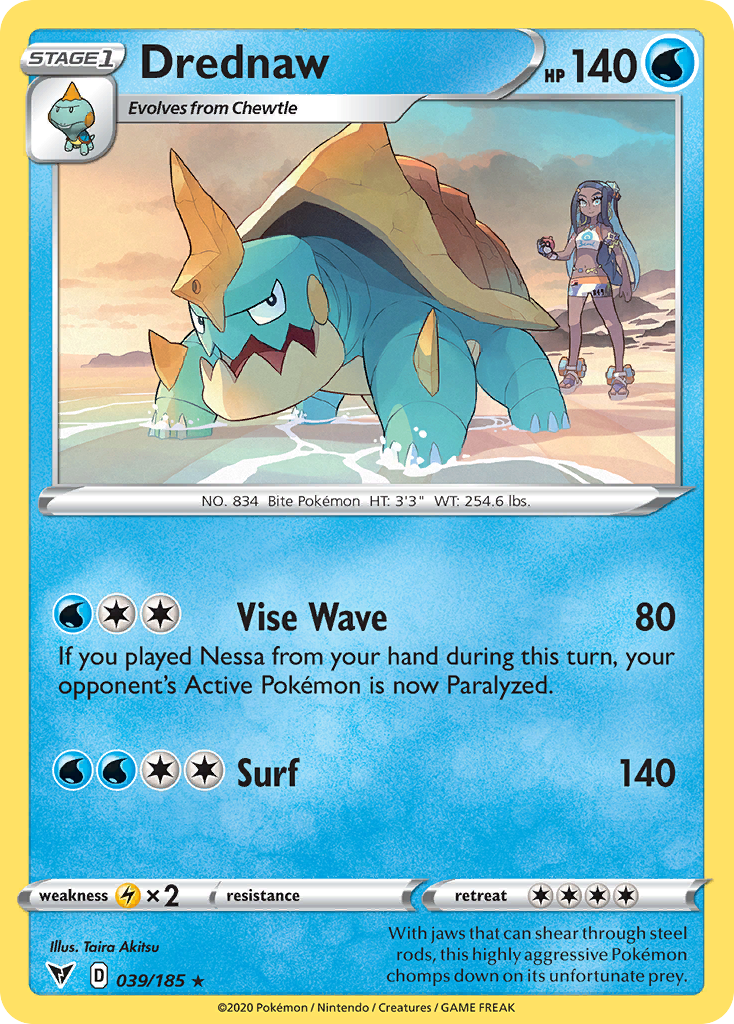 STAGE 1
Drednaw
HP 140
Evolves from Chewtle
NO. 834 Bite Pokémon HT: 3'3" WT: 254.6 lbs.
Vise Wave 80
If you played Nessa from your hand during this turn, your
opponent's Active Pokémon is now Paralyzed.
Surf 140
weakness ×2 resistance retreat
Illus. Taira Akitsu
With jaws that can shear through steel
rods, this highly aggressive Pokémon
chomps down on its unfortunate prey.
D 039/185 ★
©2020 Pokémon / Nintendo / Creatures / GAME FREAK